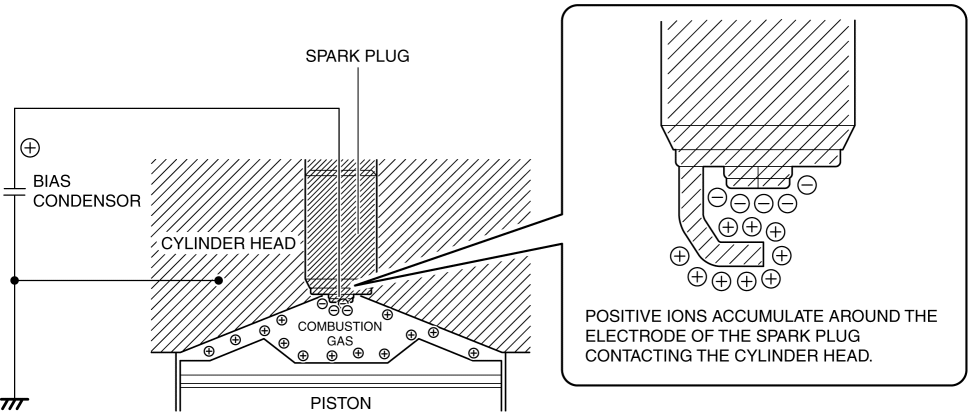 SPARK PLUG
BIAS
CONDENSOR
CYLINDER HEAD
COMBUSTION
GAS
PISTON
POSITIVE IONS ACCUMULATE AROUND THE
ELECTRODE OF THE SPARK PLUG
CONTACTING THE CYLINDER HEAD.